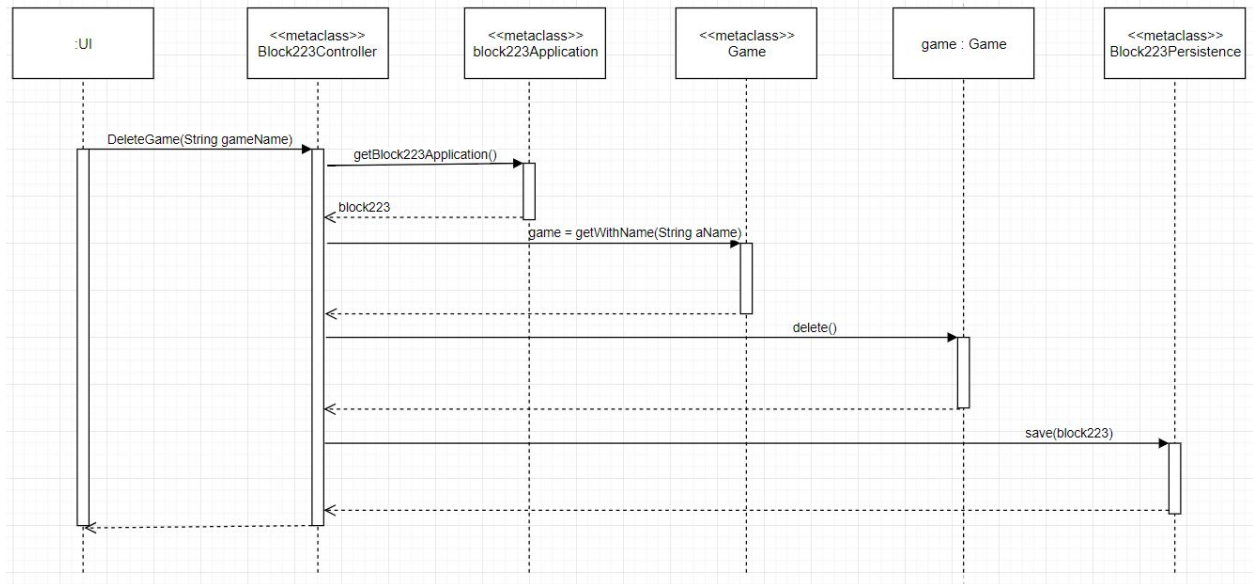 :UI
<<metaclass>>
Block223Controller
<<metaclass>>
block223Application
<<metaclass>>
Game
game : Game
<<metaclass>>
Block223Persistence
DeleteGame(String gameName)
getBlock223Application()
block223
game = getWithName(String aName)
delete()
save(block223)